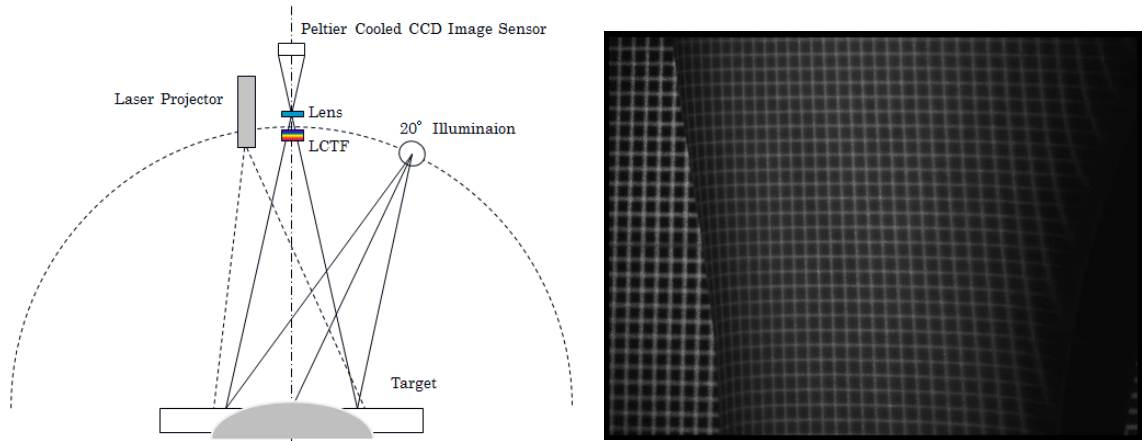 Peltier Cooled CCD Image Sensor
Laser Projector
Lens
20° Illuminaion
LCTF
Target